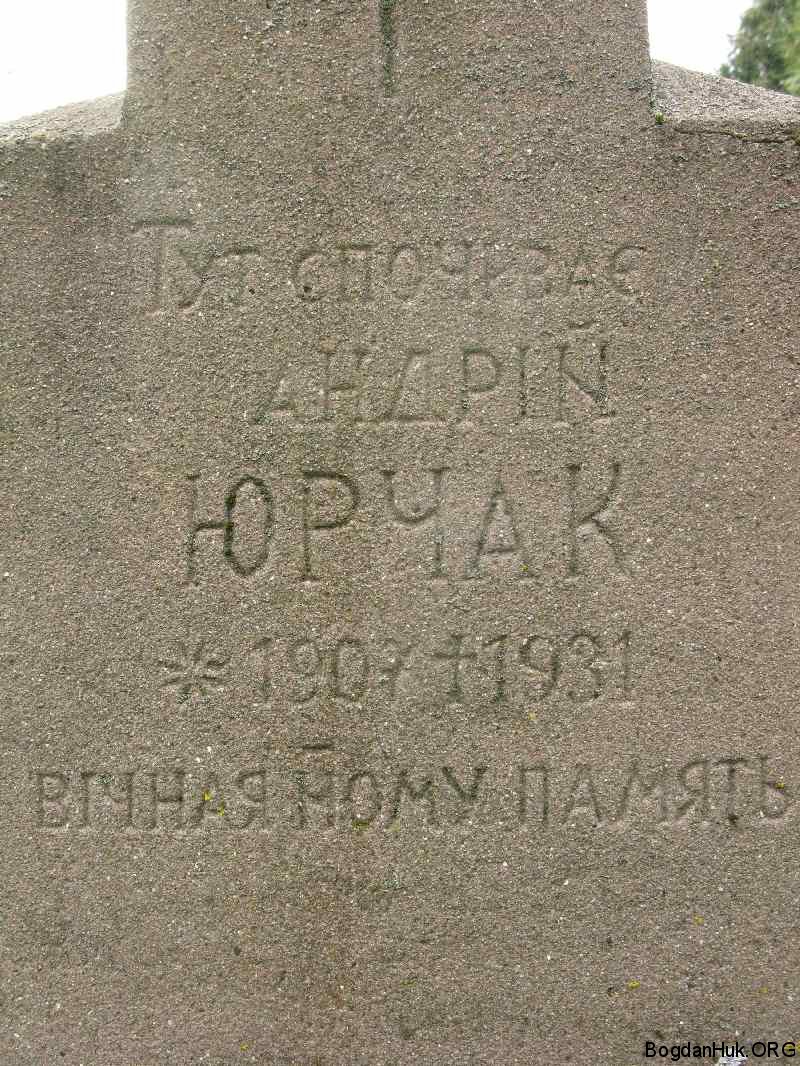 Тут спочиває
АНДРІЙ
ЮРЧАК
* 1907 † 1931
ВІЧНАЯ ЙОМУ ПАМЯТЬ
BogdanHuk.ORG